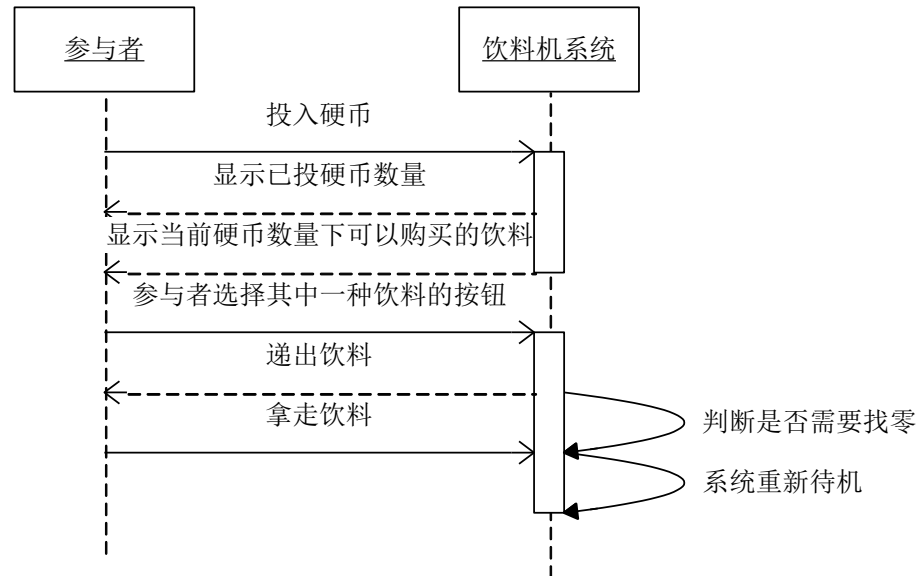 参与者
饮料机系统
投入硬币
显示已投硬币数量
显示当前硬币数量下可以购买的饮料
参与者选择其中一种饮料的按钮
递出饮料
拿走饮料
判断是否需要找零
系统重新待机